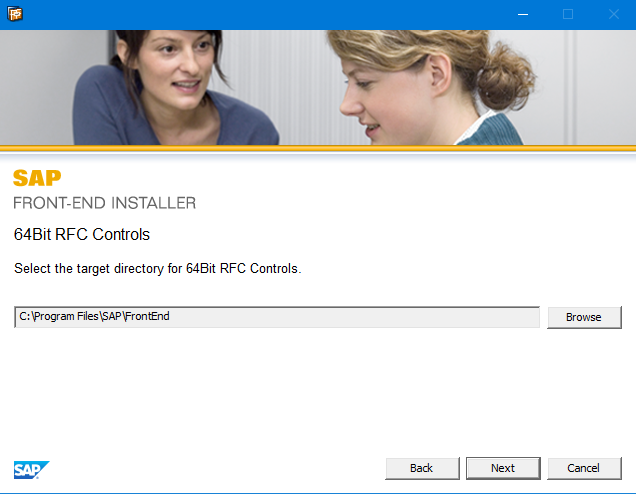 SAP
FRONT-END INSTALLER
64Bit RFC Controls
Select the target directory for 64Bit RFC Controls.
C:\Program Files\SAP\FrontEnd
Browse
SAP
Back
Next
Cancel